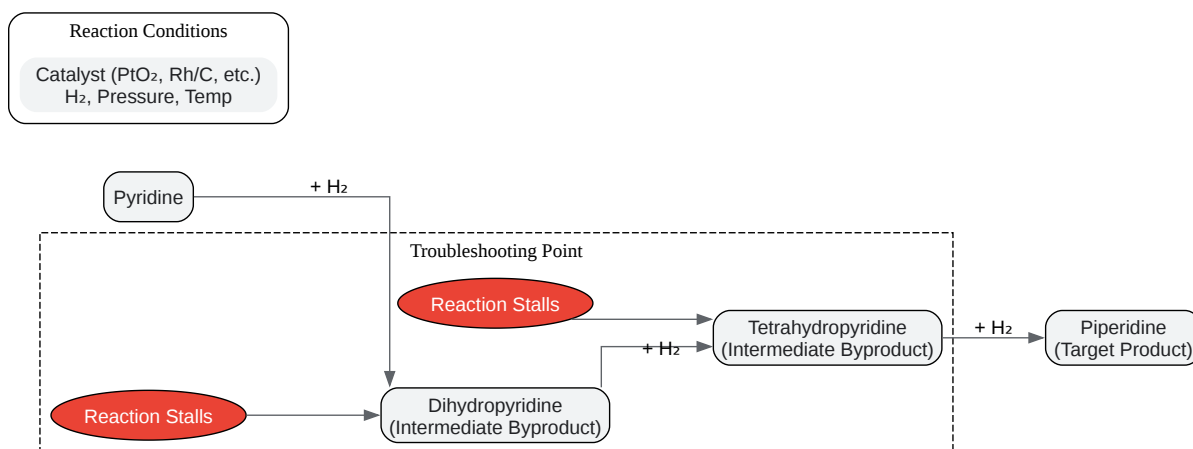 Reaction Conditions
Catalyst (PtO₂, Rh/C, etc.)
H₂, Pressure, Temp
Pyridine
+ H₂
Troubleshooting Point
Reaction Stalls
Tetrahydropyridine
(Intermediate Byproduct)
+ H₂
Piperidine
(Target Product)
+ H₂
Reaction Stalls
Dihydropyridine
(Intermediate Byproduct)